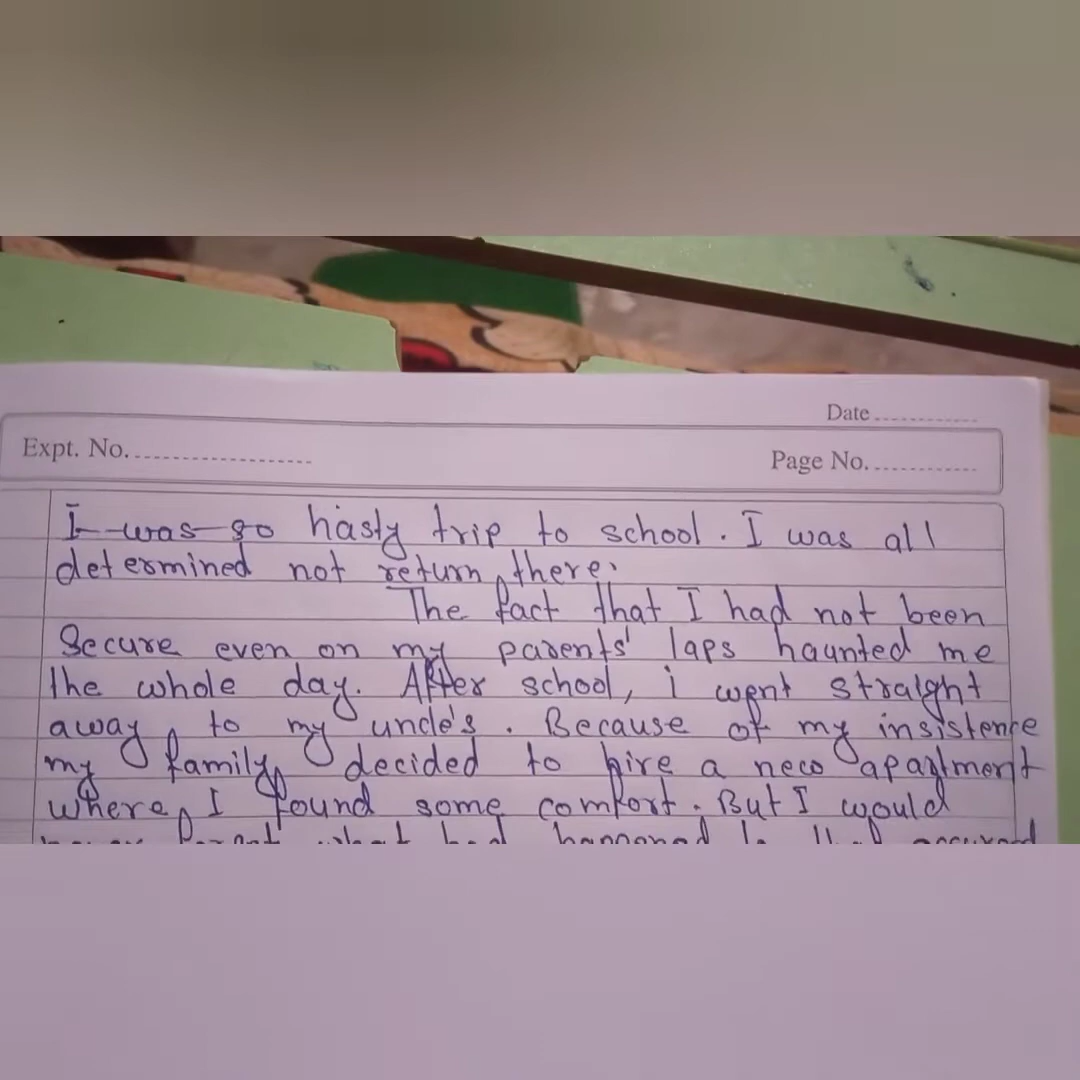 Date
Expt. No.
Page No.
I was so hasty trip to school. I was all
determined not return there.
The fact that I had not been
Secure even on my parents' laps haunted me
the whole day. After school, i went straight
away to my uncle's. Because of my insistence
my family decided to hire a new apartment
where I found some comfort. But I would
what had happened